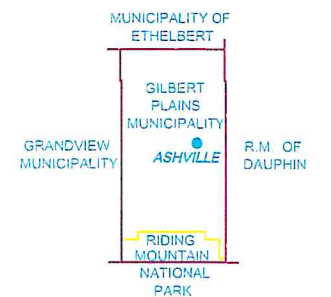 MUNICIPALITY OF
ETHELBERT
GILBERT
PLAINS
MUNICIPALITY
GRANDVIEW
MUNICIPALITY
ASHVILLE
R.M. OF
DAUPHIN
RIDING
MOUNTAIN
NATIONAL
PARK